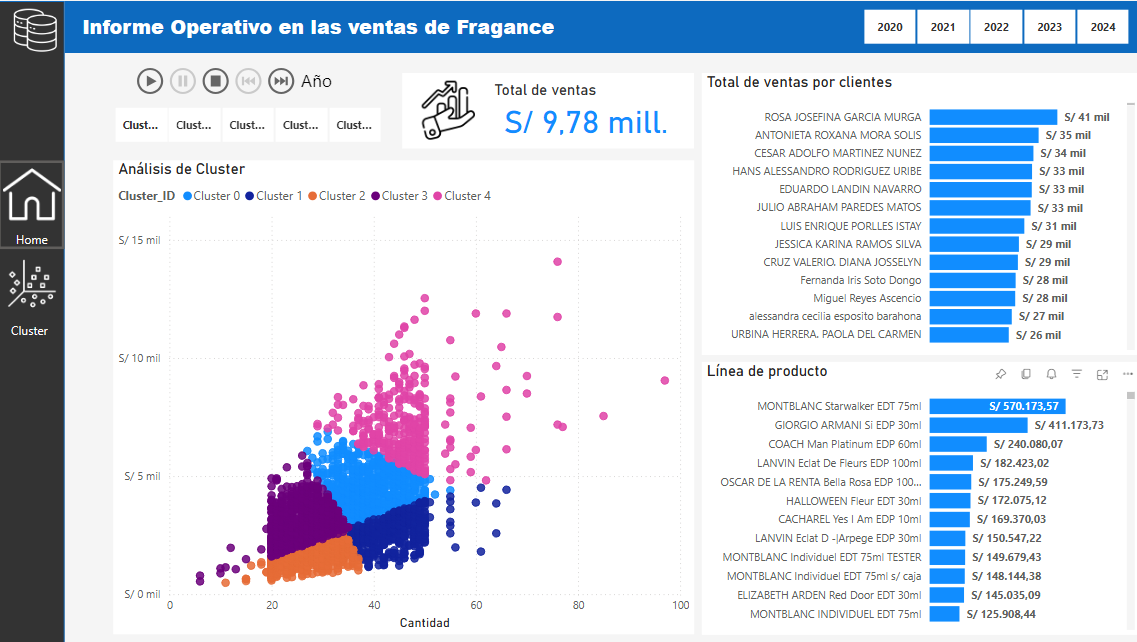 Informe Operativo en las ventas de Fragance
2020 2021 2022 2023 2024
Home
Cluster
Año
Clust... Clust... Clust... Clust... Clust...
Total de ventas
S/ 9,78 mill.
Análisis de Cluster
Cluster_ID Cluster 0 Cluster 1 Cluster 2 Cluster 3 Cluster 4
S/ 15 mil
S/ 10 mil
S/ 5 mil
S/ 0 mil
0 20 40 60 80 100
Cantidad
Total de ventas por clientes
ROSA JOSEFINA GARCIA MURGA S/ 41 mil
ANTONIETA ROXANA MORA SOLIS S/ 35 mil
CESAR ADOLFO MARTINEZ NUNEZ S/ 34 mil
HANS ALESSANDRO RODRIGUEZ URIBE S/ 33 mil
EDUARDO LANDIN NAVARRO S/ 33 mil
JULIO ABRAHAM PAREDES MATOS S/ 33 mil
LUIS ENRIQUE PORLLES ISTAY S/ 31 mil
JESSICA KARINA RAMOS SILVA S/ 29 mil
CRUZ VALERIO. DIANA JOSSELYN S/ 29 mil
Fernanda Iris Soto Dongo S/ 28 mil
Miguel Reyes Ascencio S/ 28 mil
alessandra cecilia esposito barahona S/ 27 mil
URBINA HERRERA. PAOLA DEL CARMEN S/ 26 mil
Línea de producto
MONTBLANC Starwalker EDT 75ml S/ 570.173,57
GIORGIO ARMANI Si EDP 30ml S/ 411.173,73
COACH Man Platinum EDP 60ml S/ 240.080,07
LANVIN Eclat De Fleurs EDP 100ml S/ 182.423,02
OSCAR DE LA RENTA Bella Rosa EDP 100... S/ 175.249,59
HALLOWEEN Fleur EDT 30ml S/ 172.075,12
CACHAREL Yes I Am EDP 10ml S/ 169.370,03
LANVIN Eclat D -|Arpege EDP 30ml S/ 150.547,22
MONTBLANC Individuel EDT 75ml TESTER S/ 149.679,43
MONTBLANC Individuel EDT 75ml s/ caja S/ 148.144,38
ELIZABETH ARDEN Red Door EDT 30ml S/ 145.035,09
MONTBLANC INDIVIDUEL EDT 75ml S/ 125.908,44